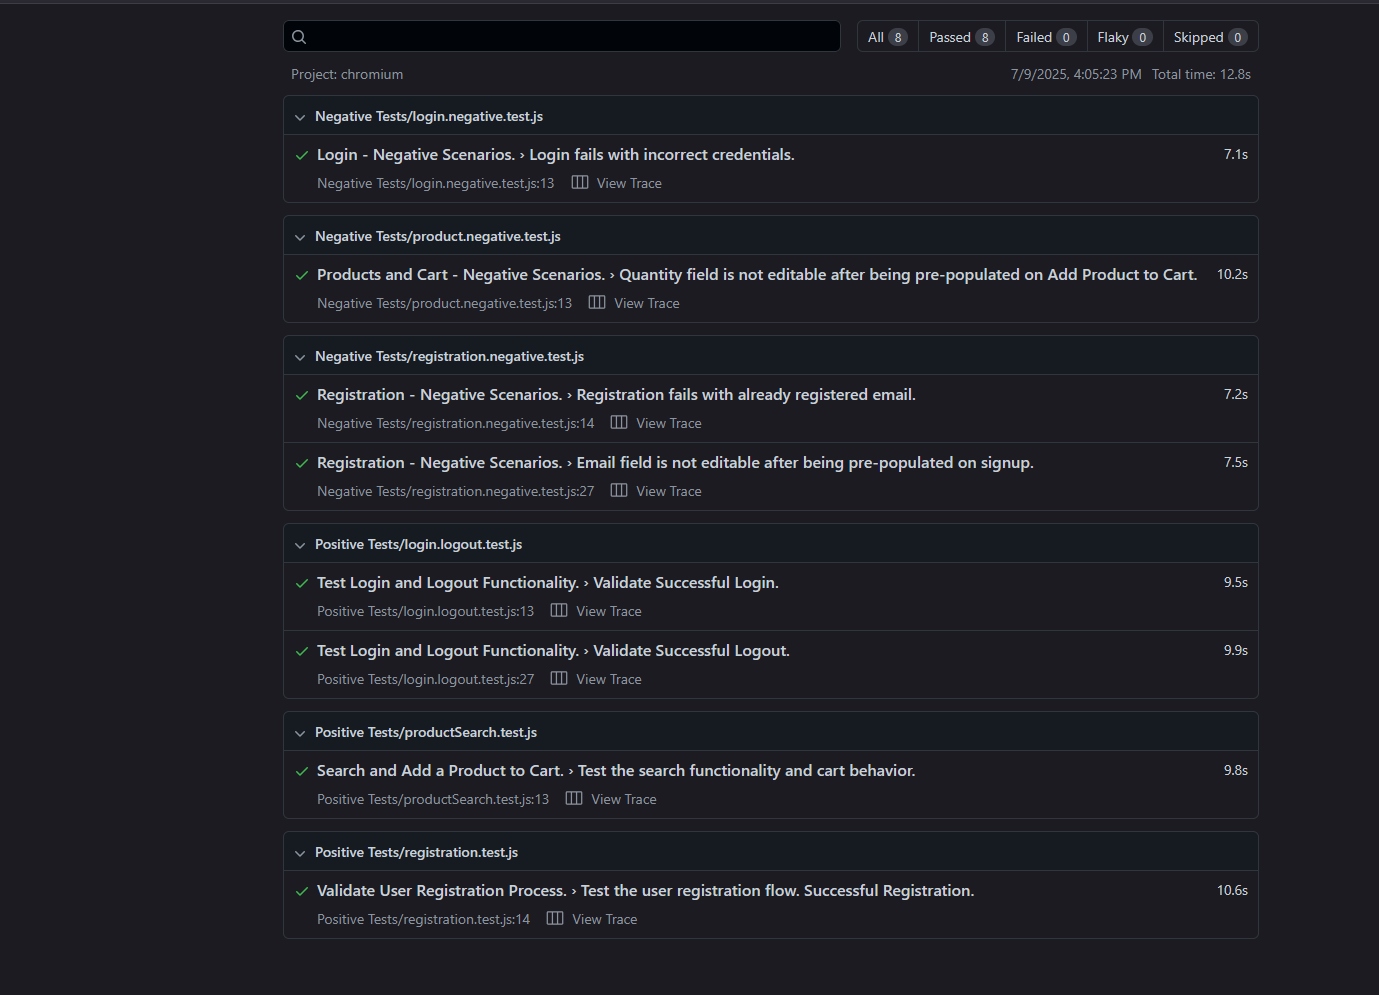 All 8 Passed 8 Failed 0 Flaky 0 Skipped 0
Project: chromium 7/9/2025, 4:05:23 PM Total time: 12.8s
Negative Tests/login.negative.test.js
Login - Negative Scenarios. › Login fails with incorrect credentials. 7.1s
Negative Tests/login.negative.test.js:13 View Trace
Negative Tests/product.negative.test.js
Products and Cart - Negative Scenarios. › Quantity field is not editable after being pre-populated on Add Product to Cart. 10.2s
Negative Tests/product.negative.test.js:13 View Trace
Negative Tests/registration.negative.test.js
Registration - Negative Scenarios. › Registration fails with already registered email. 7.2s
Negative Tests/registration.negative.test.js:14 View Trace
Registration - Negative Scenarios. › Email field is not editable after being pre-populated on signup. 7.5s
Negative Tests/registration.negative.test.js:27 View Trace
Positive Tests/login.logout.test.js
Test Login and Logout Functionality. › Validate Successful Login. 9.5s
Positive Tests/login.logout.test.js:13 View Trace
Test Login and Logout Functionality. › Validate Successful Logout. 9.9s
Positive Tests/login.logout.test.js:27 View Trace
Positive Tests/productSearch.test.js
Search and Add a Product to Cart. › Test the search functionality and cart behavior. 9.8s
Positive Tests/productSearch.test.js:13 View Trace
Positive Tests/registration.test.js
Validate User Registration Process. › Test the user registration flow. Successful Registration. 10.6s
Positive Tests/registration.test.js:14 View Trace